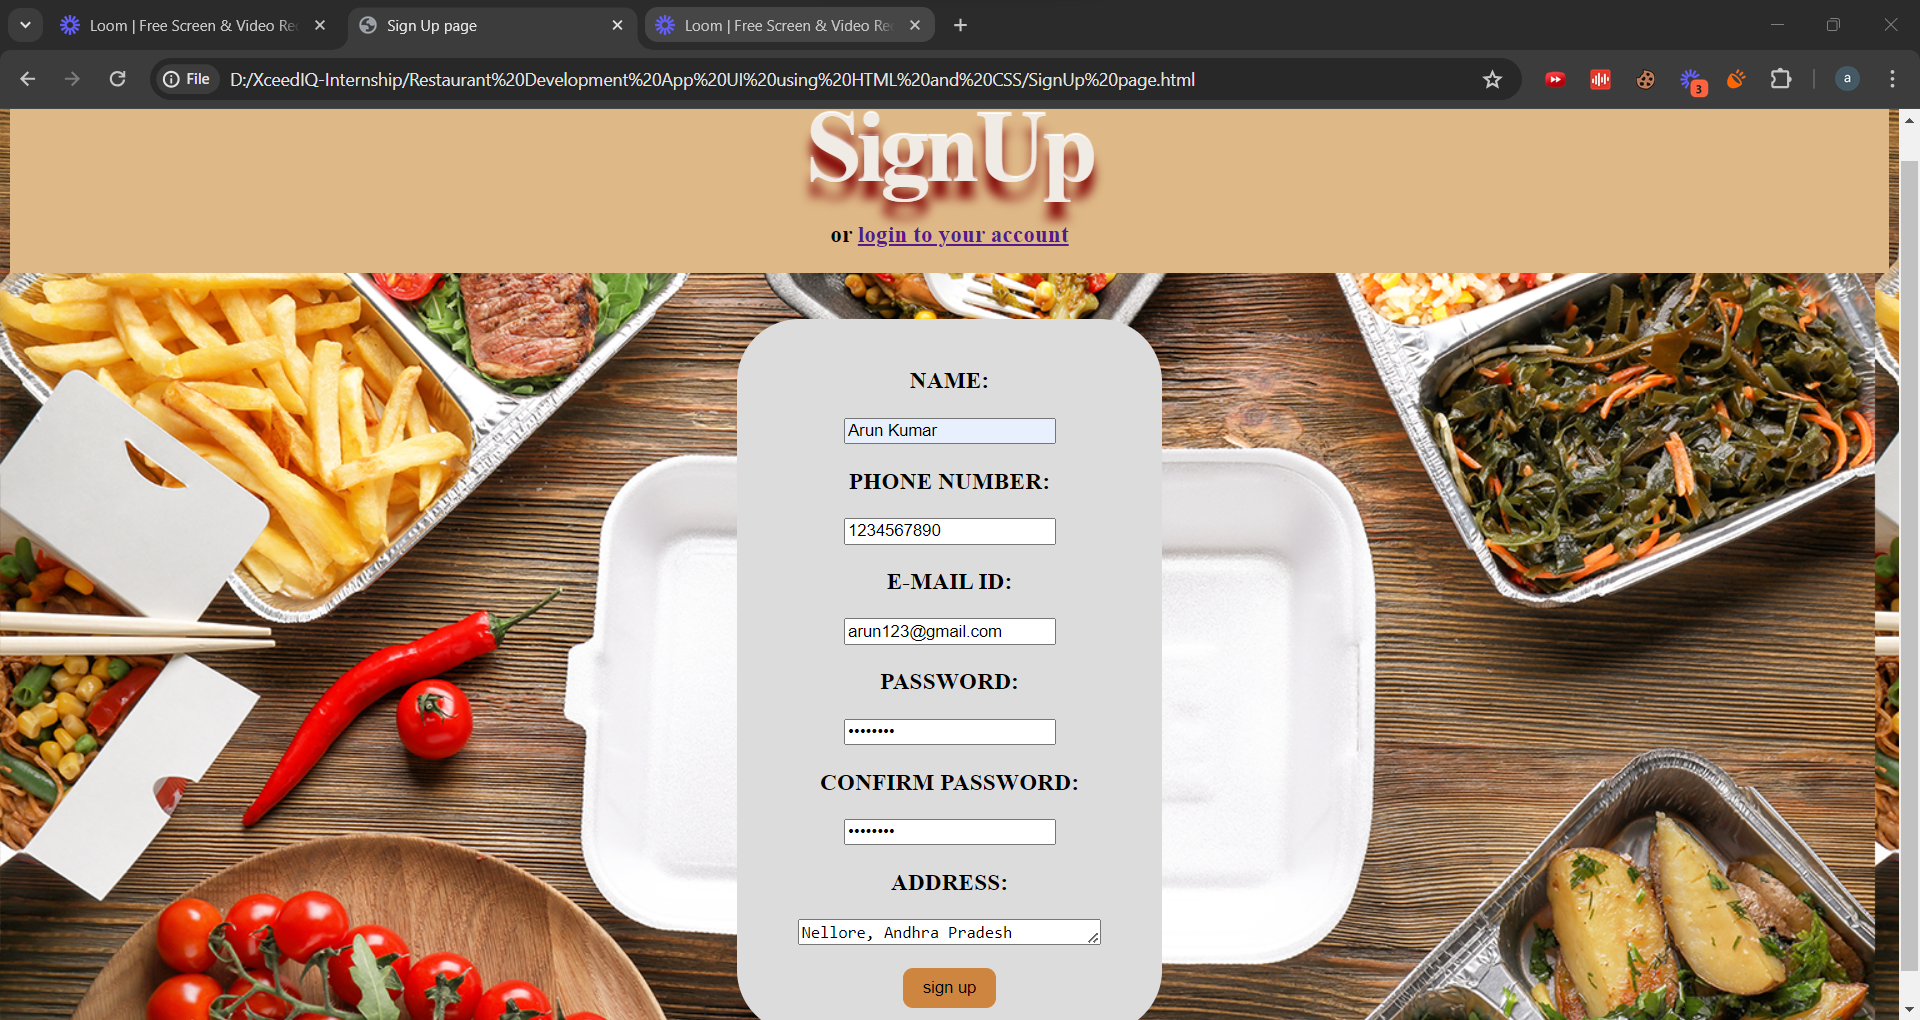 Loom | Free Screen & Video Re
Sign Up page
Loom | Free Screen & Video Re
File
D:/XceedIQ-Internship/Restaurant%20Development%20App%20UI%20using%20HTML%20and%20CSS/SignUp%20page.html
3
a
SignUp
or login to your account
NAME:
Arun Kumar
PHONE NUMBER:
1234567890
E-MAIL ID:
arun123@gmail.com
PASSWORD:
••••••••
CONFIRM PASSWORD:
••••••••
ADDRESS:
Nellore, Andhra Pradesh
sign up